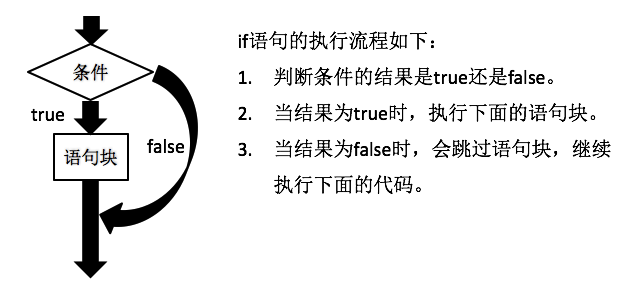 条件
true
false
语句块
if语句的执行流程如下：
1. 判断条件的结果是true还是false。
2. 当结果为true时，执行下面的语句块。
3. 当结果为false时，会跳过语句块，继续
执行下面的代码。